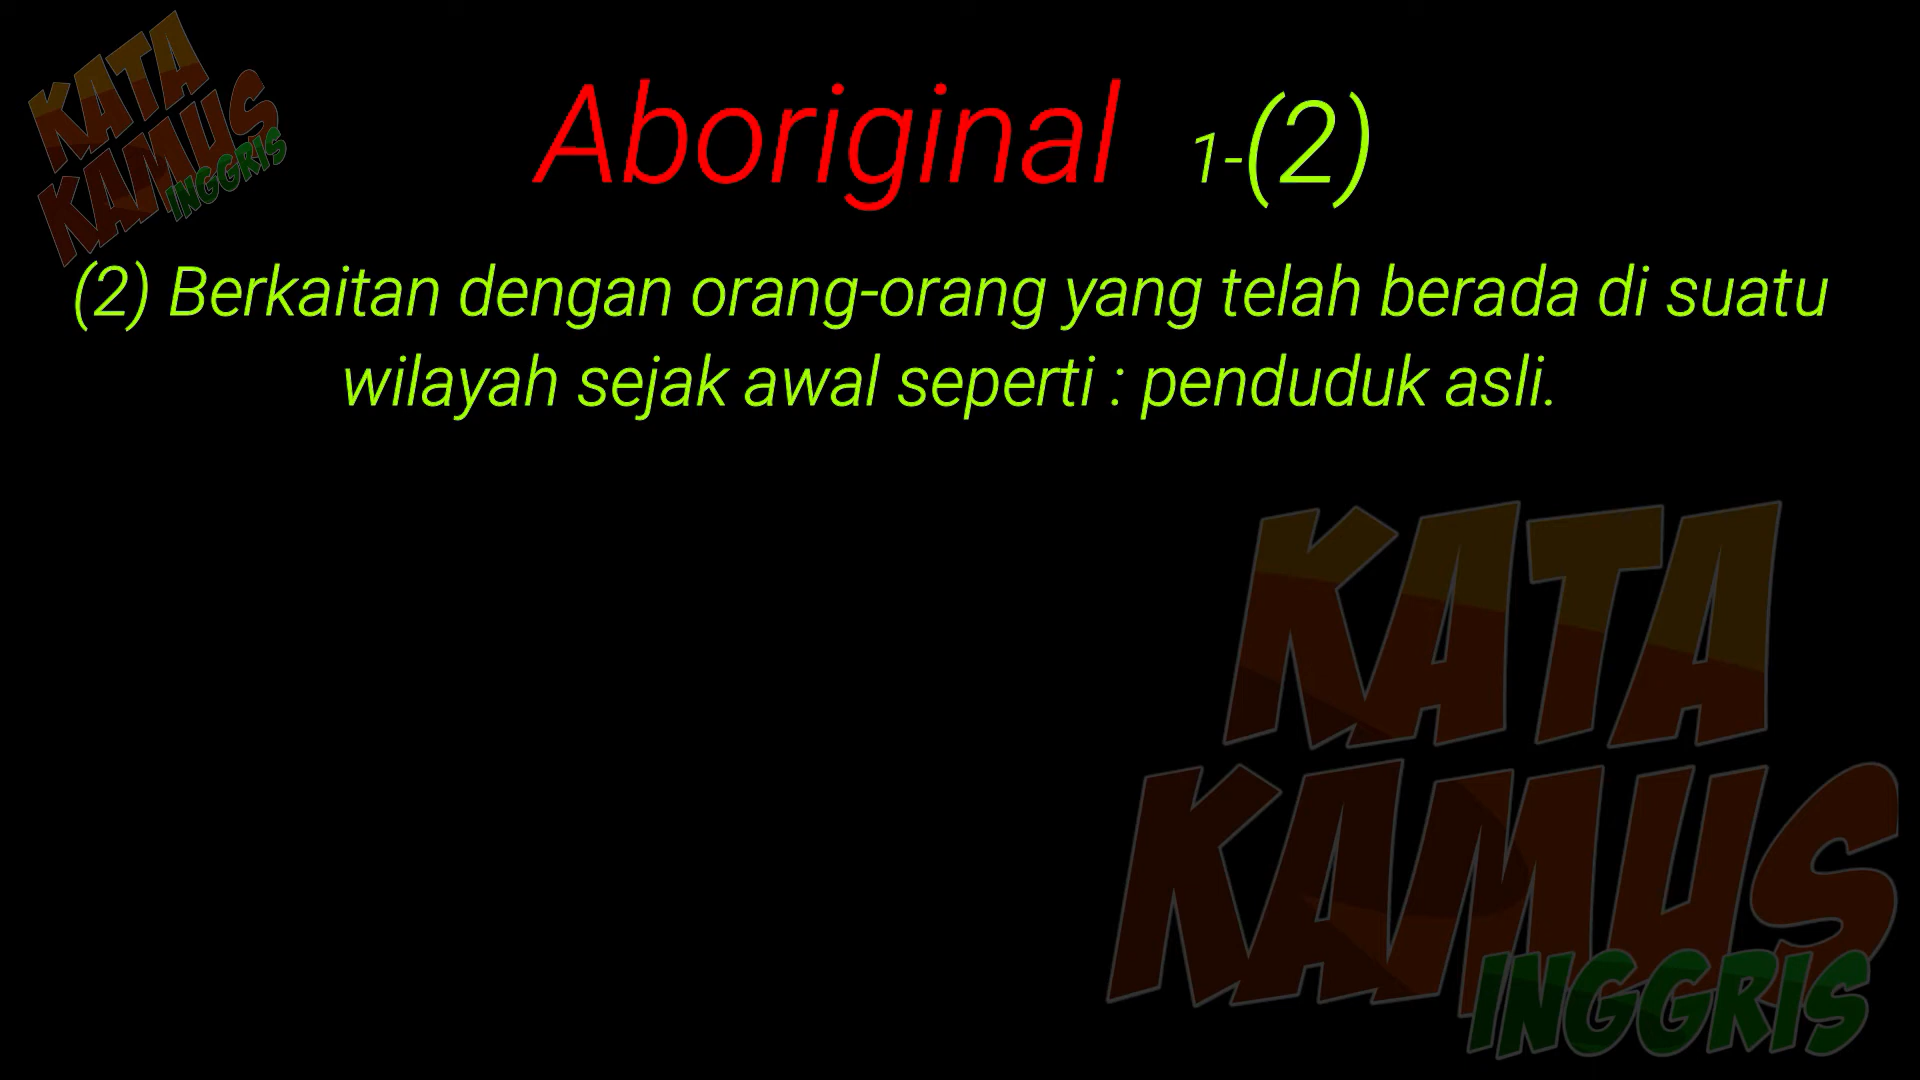 KATA
KAMUS
INGGRIS
Aboriginal 1-(2)
(2) Berkaitan dengan orang-orang yang telah berada di suatu
wilayah sejak awal seperti : penduduk asli.
KATA
KAMUS
INGGRIS